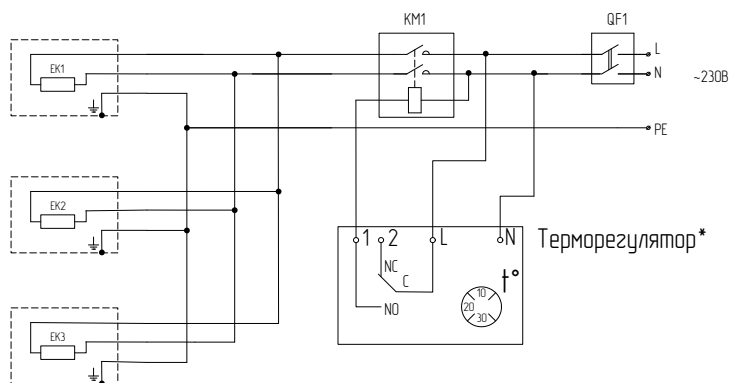 KM1
QF1
L
EK1
N
~230В
PE
EK2
1
2
L
N
Терморегулятор*
NC
C
t°
NO
10
20
30
EK3